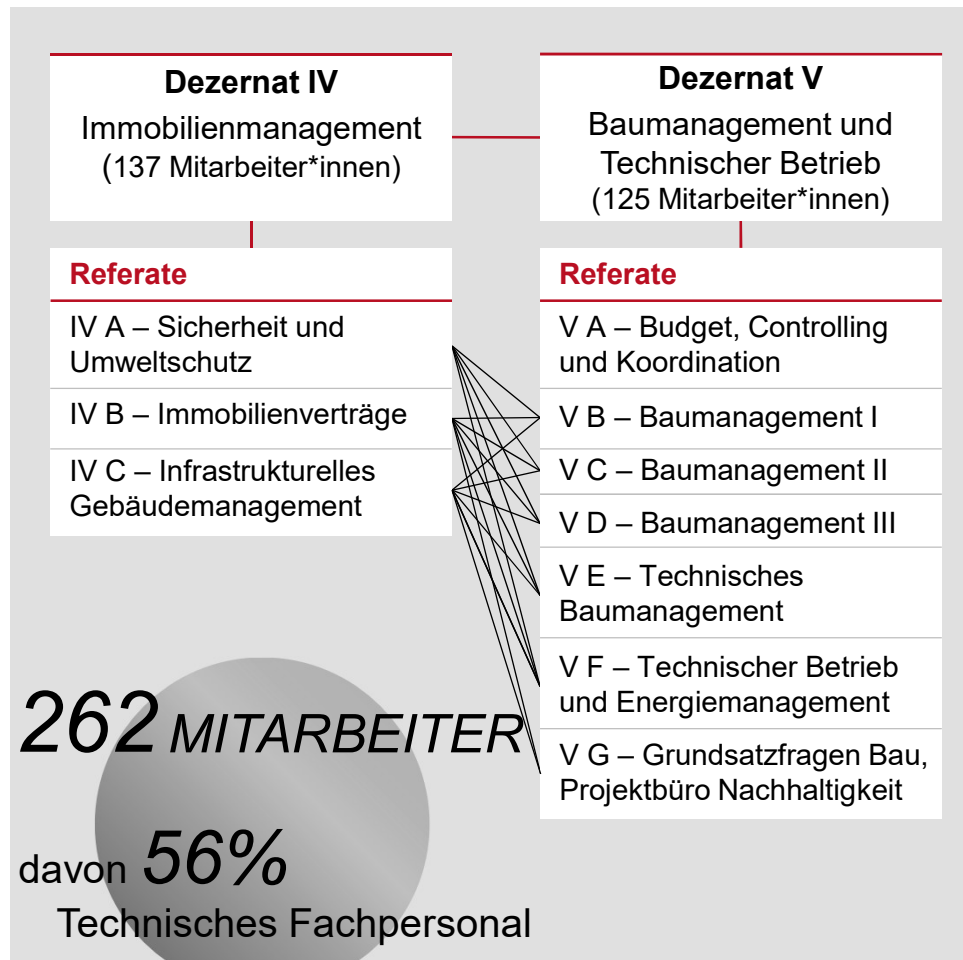 Dezernat IV
Immobilienmanagement
(137 Mitarbeiter*innen)
Dezernat V
Baumanagement und
Technischer Betrieb
(125 Mitarbeiter*innen)
Referate
IV A – Sicherheit und
Umweltschutz
IV B – Immobilienverträge
IV C – Infrastrukturelles
Gebäudemanagement
Referate
V A – Budget, Controlling
und Koordination
V B – Baumanagement I
V C – Baumanagement II
V D – Baumanagement III
V E – Technisches
Baumanagement
V F – Technischer Betrieb
und Energiemanagement
V G – Grundsatzfragen Bau,
Projektbüro Nachhaltigkeit
262 MITARBEITER
davon 56%
Technisches Fachpersonal